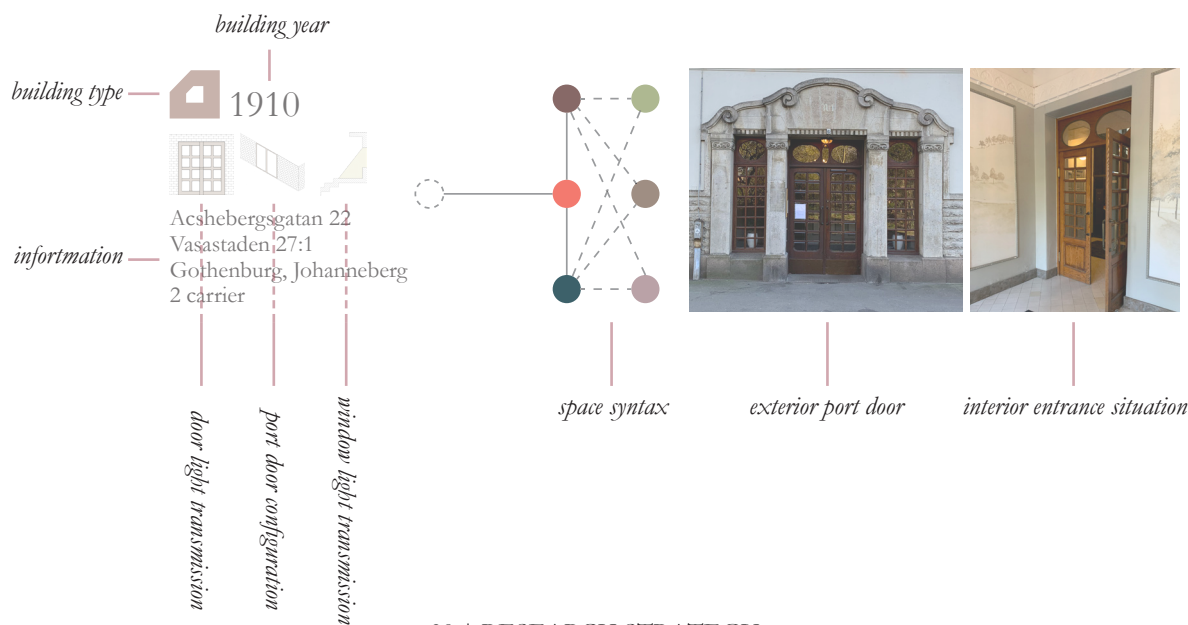 building year
building type
1910
Acshebergsgatan 22
Vasastaden 27:1
Gothenburg, Johanneberg
2 carrier
infortmation
space syntax
exterior port door
interior entrance situation
door light transmission
port door configuration
window light transmission